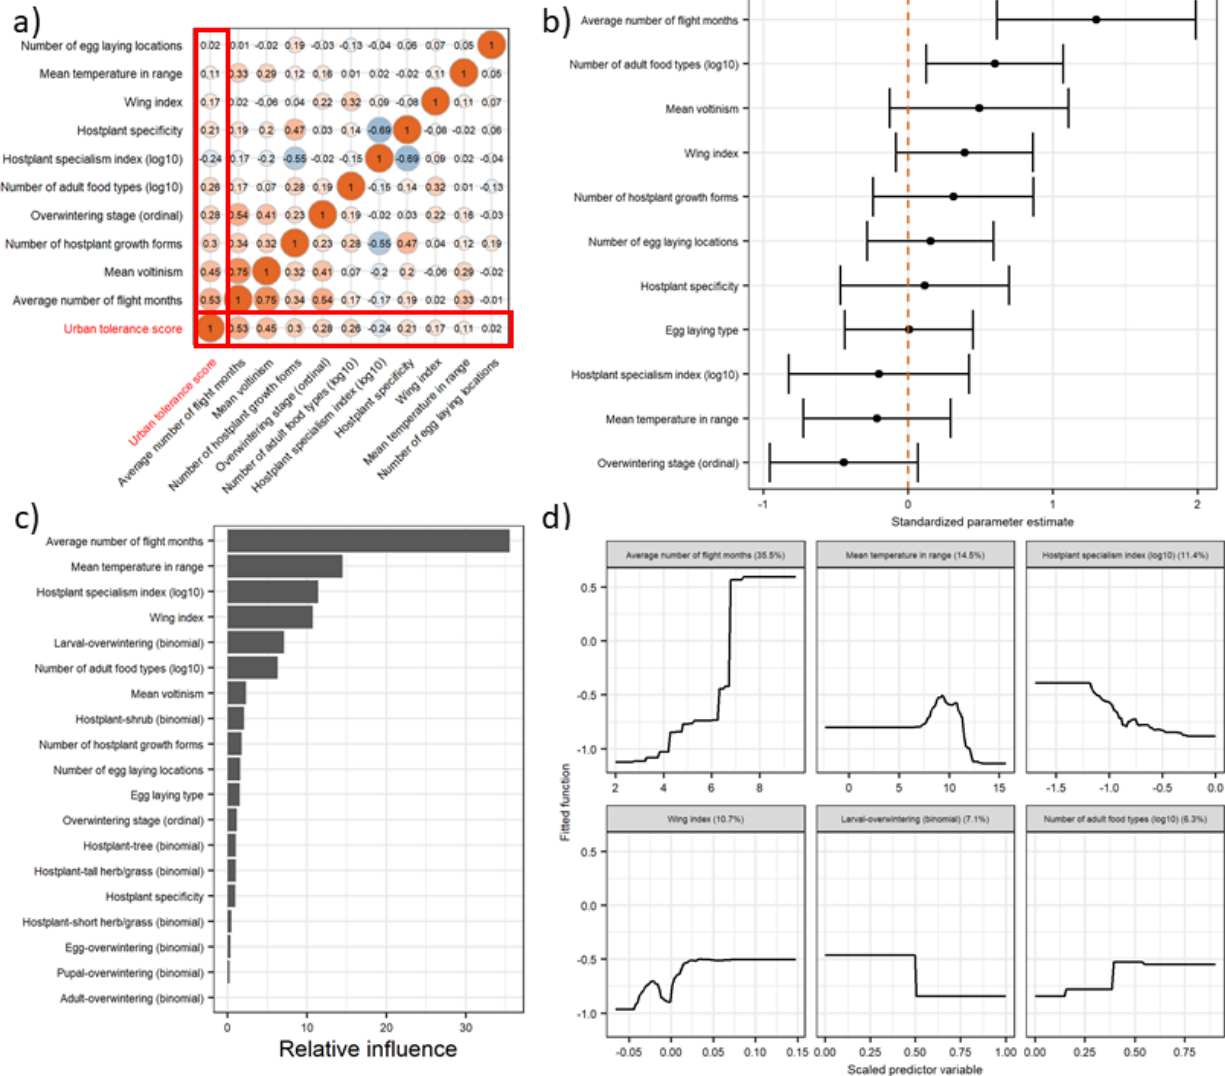 a)
Number of egg laying locations 0.02 0.01 -0.02 0.19 -0.03 -0.13 -0.04 0.06 0.07 0.05 1
Mean temperature in range 0.11 0.33 0.29 0.12 0.16 0.01 0.02 -0.02 0.11 1 0.05
Wing index 0.17 0.02 -0.06 0.04 0.22 0.32 0.09 -0.08 1 0.11 0.07
Hostplant specificity 0.21 0.19 0.2 0.47 0.03 0.14 -0.69 1 -0.08 -0.02 0.06
Hostplant specialism index (log10) -0.24 -0.17 -0.2 -0.55 -0.02 -0.15 1 -0.69 0.09 0.02 -0.04
Number of adult food types (log10) 0.26 0.17 0.07 0.28 0.19 1 -0.15 0.14 0.32 0.01 -0.13
Overwintering stage (ordinal) 0.28 0.54 0.41 0.23 1 0.19 -0.02 0.03 0.22 0.16 -0.03
Number of hostplant growth forms 0.3 0.34 0.32 1 0.23 0.28 -0.55 0.47 0.04 0.12 0.19
Mean voltinism 0.45 0.75 1 0.32 0.41 0.07 -0.2 0.2 -0.06 0.29 -0.02
Average number of flight months 0.53 1 0.75 0.34 0.54 0.17 -0.17 0.19 0.02 0.33 -0.01
Urban tolerance score 1 0.53 0.45 0.3 0.28 0.26 -0.24 0.21 0.17 0.11 0.02
Urban tolerance score
Average number of flight months
Mean voltinism
Number of hostplant growth forms
Overwintering stage (ordinal)
Number of adult food types (log10)
Hostplant specialism index (log10)
Hostplant specificity
Wing index
Mean temperature in range
Number of egg laying locations
b)
Average number of flight months
Number of adult food types (log10)
Mean voltinism
Wing index
Number of hostplant growth forms
Number of egg laying locations
Hostplant specificity
Egg laying type
Hostplant specialism index (log10)
Mean temperature in range
Overwintering stage (ordinal)
-1 0 1 2
Standardized parameter estimate
c)
Average number of flight months
Mean temperature in range
Hostplant specialism index (log10)
Wing index
Larval-overwintering (binomial)
Number of adult food types (log10)
Mean voltinism
Hostplant-shrub (binomial)
Number of hostplant growth forms
Number of egg laying locations
Egg laying type
Overwintering stage (ordinal)
Hostplant-tree (binomial)
Hostplant-tall herb/grass (binomial)
Hostplant specificity
Hostplant-short herb/grass (binomial)
Egg-overwintering (binomial)
Pupal-overwintering (binomial)
Adult-overwintering (binomial)
0 10 20 30
Relative influence
d)
Average number of flight months (35.5%) Mean temperature in range (14.5%) Hostplant specialism index (log10) (11.4%)
0.5
0.0
-0.5
-1.0
2 4 6 8 0 5 10 15 -1.5 -1.0 -0.5 0.0
Fitted function
Wing index (10.7%) Larval-overwintering (binomial) (7.1%) Number of adult food types (log10) (6.3%)
0.5
0.0
-0.5
-1.0
-0.05 0.00 0.05 0.10 0.15 0.00 0.25 0.50 0.75 1.00 0.00 0.25 0.50 0.75
Scaled predictor variable